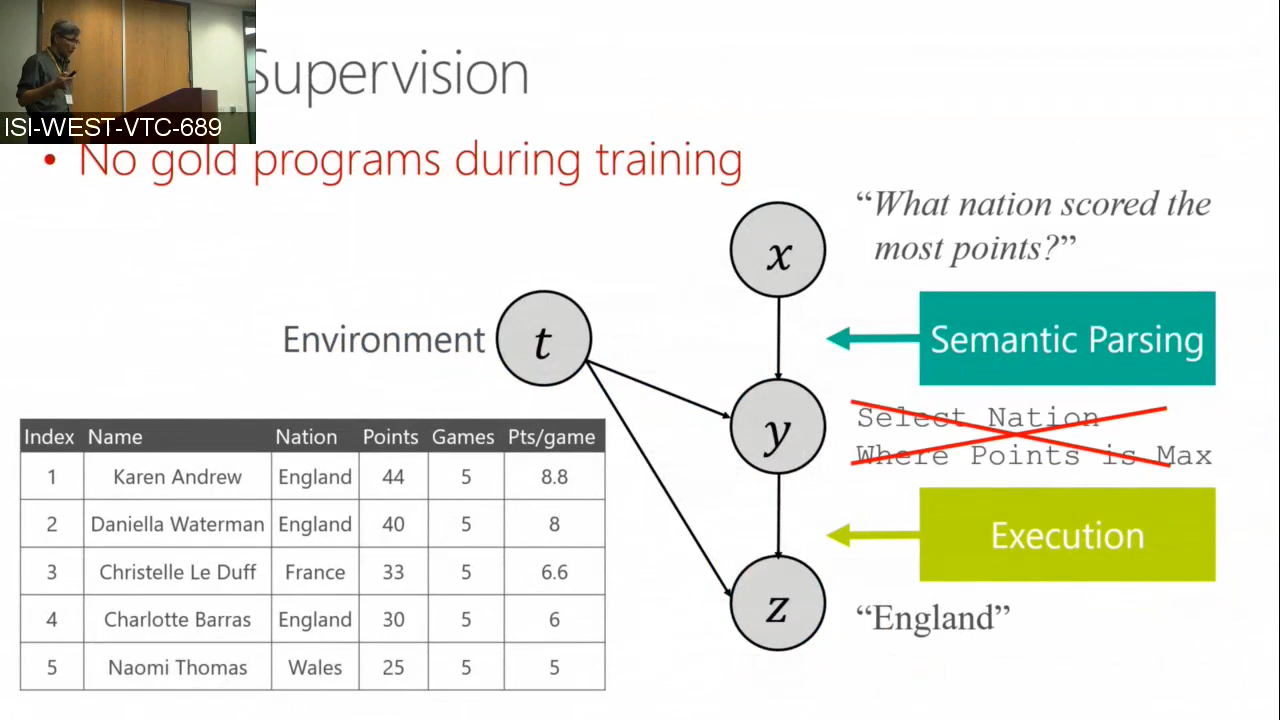 Supervision
ISI-WEST-VTC-689
• No gold programs during training
“What nation scored the
most points?”
x
Semantic Parsing
Environment
t
y
Select Nation
Where Points is Max
Execution
z
“England”
Index Name Nation Points Games Pts/game
1 Karen Andrew England 44 5 8.8
2 Daniella Waterman England 40 5 8
3 Christelle Le Duff France 33 5 6.6
4 Charlotte Barras England 30 5 6
5 Naomi Thomas Wales 25 5 5